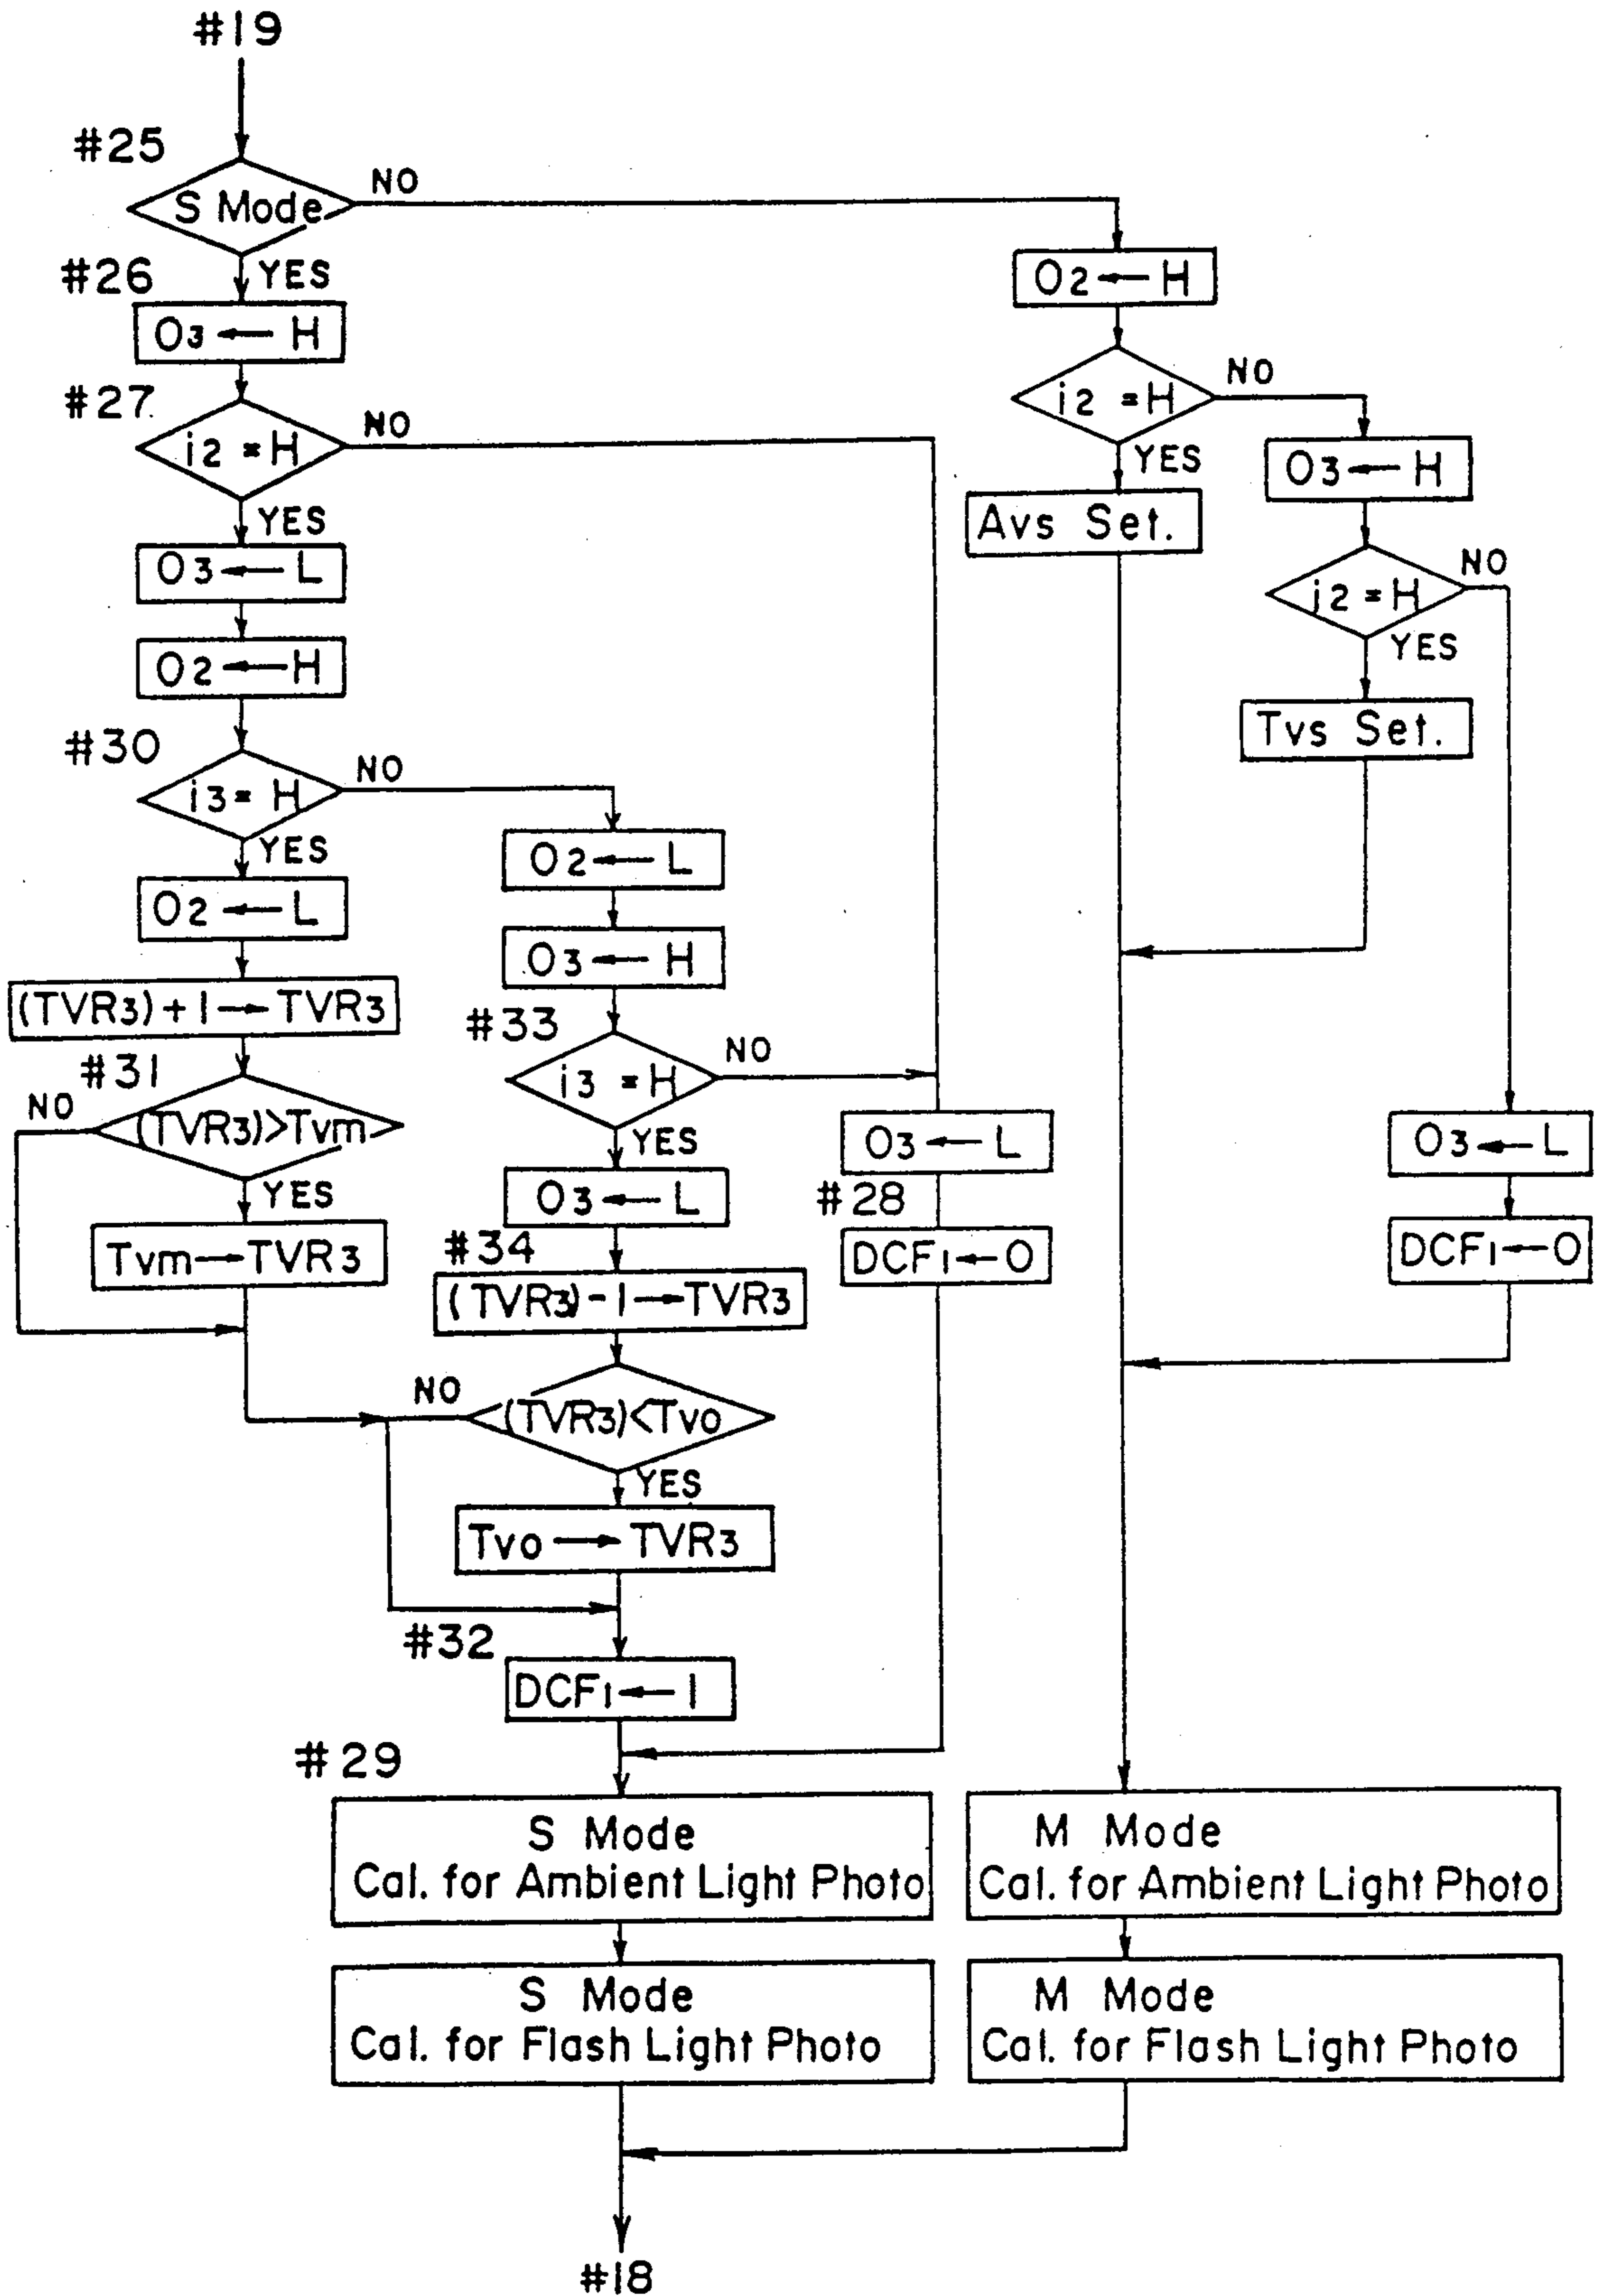 #19
#25
S Mode
NO
YES
#26
O3 ← H
#27
i2 = H
NO
YES
O3 ← L
O2 ← H
#30
i3 = H
NO
YES
O2 ← L
(TVR3) + 1 → TVR3
#31
(TVR3) > Tvm
NO
YES
Tvm → TVR3
O2 ← L
O3 ← H
#33
i3 = H
NO
YES
O3 ← L
#34
(TVR3) - 1 → TVR3
(TVR3) < Tvo
NO
YES
Tvo → TVR3
#32
DCF1 ← 1
O3 ← L
#28
DCF1 ← 0
#29
S Mode
Cal. for Ambient Light Photo
S Mode
Cal. for Flash Light Photo
O2 ← H
i2 = H
NO
YES
Avs Set.
O3 ← H
i2 = H
NO
YES
Tvs Set.
O3 ← L
DCF1 ← 0
M Mode
Cal. for Ambient Light Photo
M Mode
Cal. for Flash Light Photo
#18